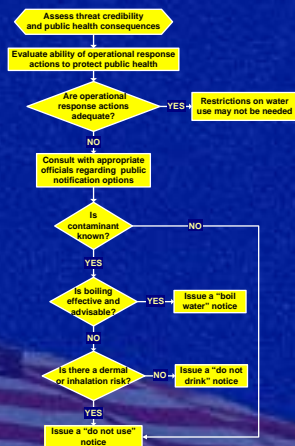 Assess threat credibility
and public health consequences
Evaluate ability of operational response
actions to protect public health
Are operational
response actions
adequate?
YES
Restrictions on water
use may not be needed
NO
Consult with appropriate
officials regarding public
notification options
Is
contaminant
known?
NO
YES
Is boiling
effective and
advisable?
YES
Issue a “boil
water” notice
NO
Is there a dermal
or inhalation risk?
NO
Issue a “do not
drink” notice
YES
Issue a “do not use”
notice